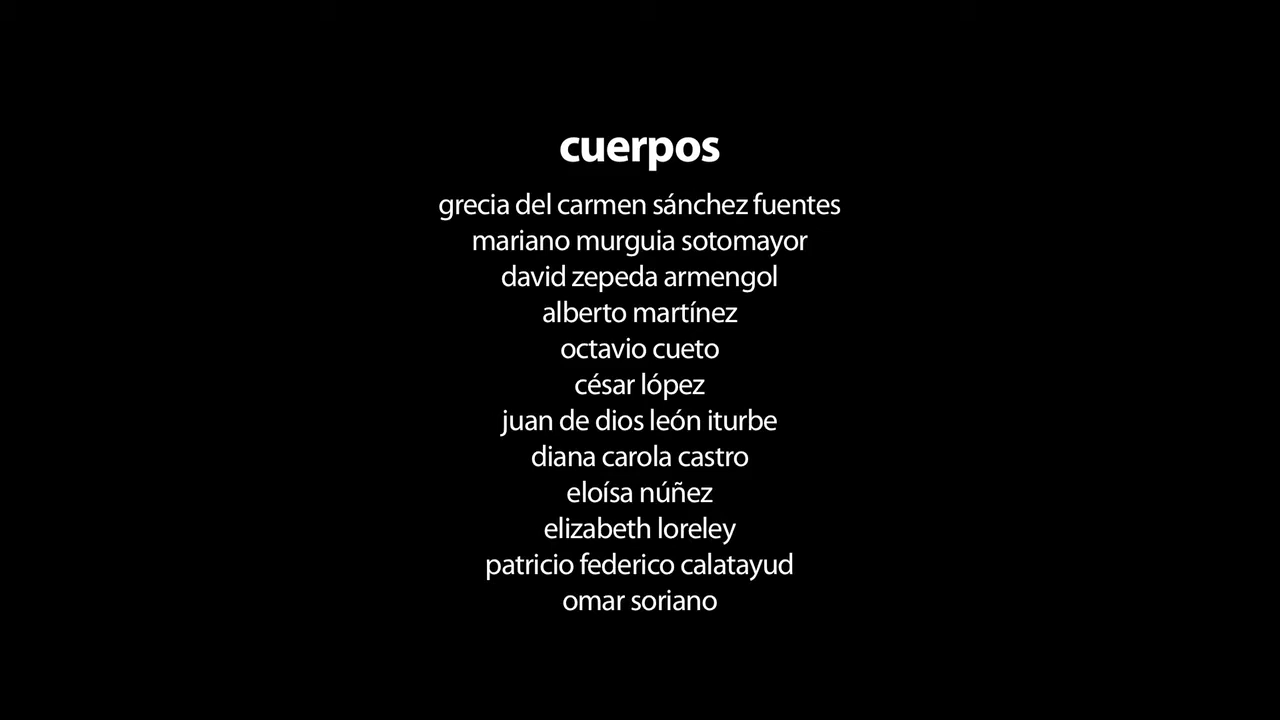 cuerpos
grecia del carmen sánchez fuentes
mariano murguia sotomayor
david zepeda armengol
alberto martínez
octavio cueto
césar lópez
juan de dios león iturbe
diana carola castro
eloísa núñez
elizabeth loreley
patricio federico calatayud
omar soriano